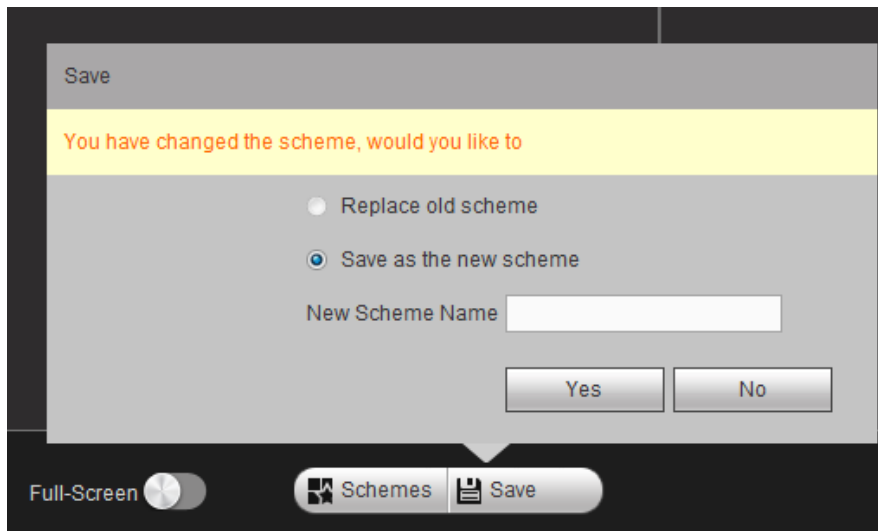 Save
You have changed the scheme, would you like to
Replace old scheme
Save as the new scheme
New Scheme Name
Yes No
Full-Screen Schemes Save